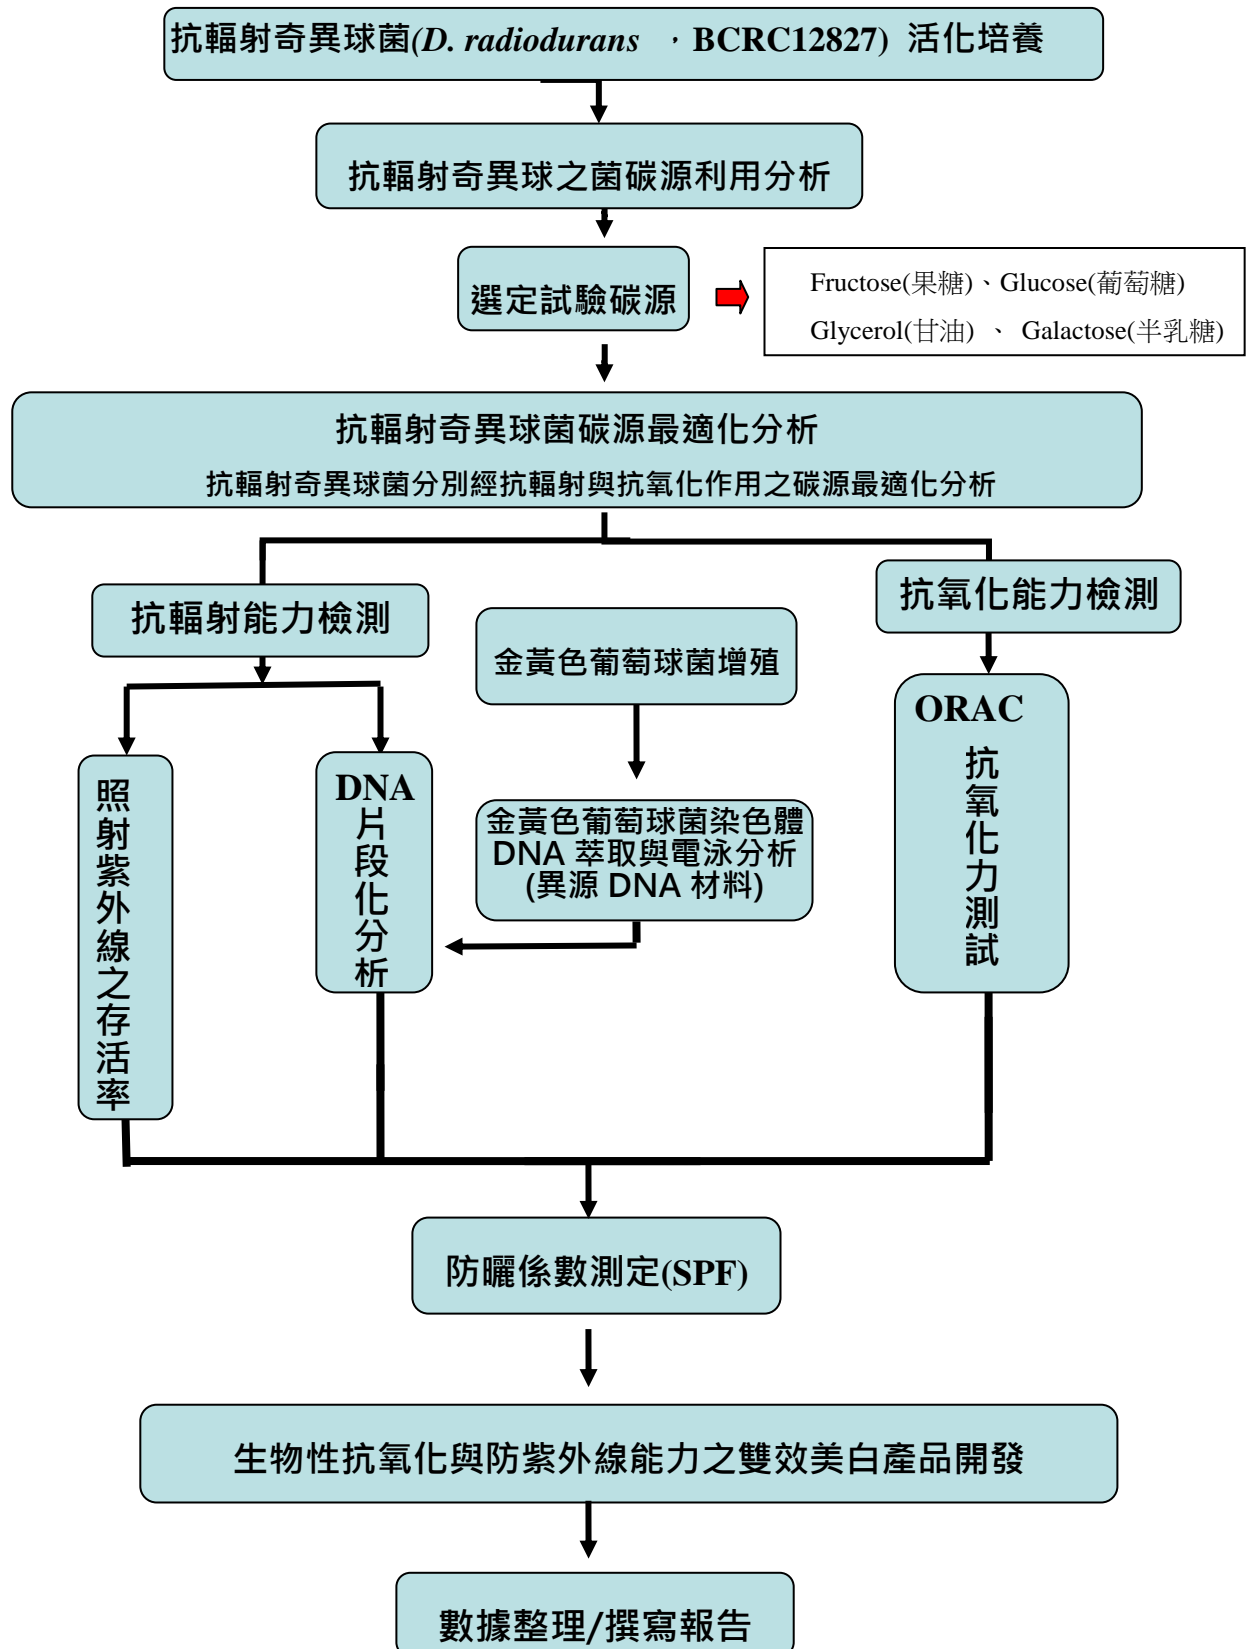 抗輻射奇異球菌(D. radiodurans ，BCRC12827) 活化培養
抗輻射奇異球之菌碳源利用分析
選定試驗碳源
Fructose(果糖)、Glucose(葡萄糖)
Glycerol(甘油) 、 Galactose(半乳糖)
抗輻射奇異球菌碳源最適化分析
抗輻射奇異球菌分別經抗輻射與抗氧化作用之碳源最適化分析
抗輻射能力檢測
金黃色葡萄球菌增殖
抗氧化能力檢測
照射紫外線之存活率
DNA
片段化分析
金黃色葡萄球菌染色體
DNA 萃取與電泳分析
(異源 DNA 材料)
ORAC
抗氧化力測試
防曬係數測定(SPF)
生物性抗氧化與防紫外線能力之雙效美白產品開發
數據整理/撰寫報告